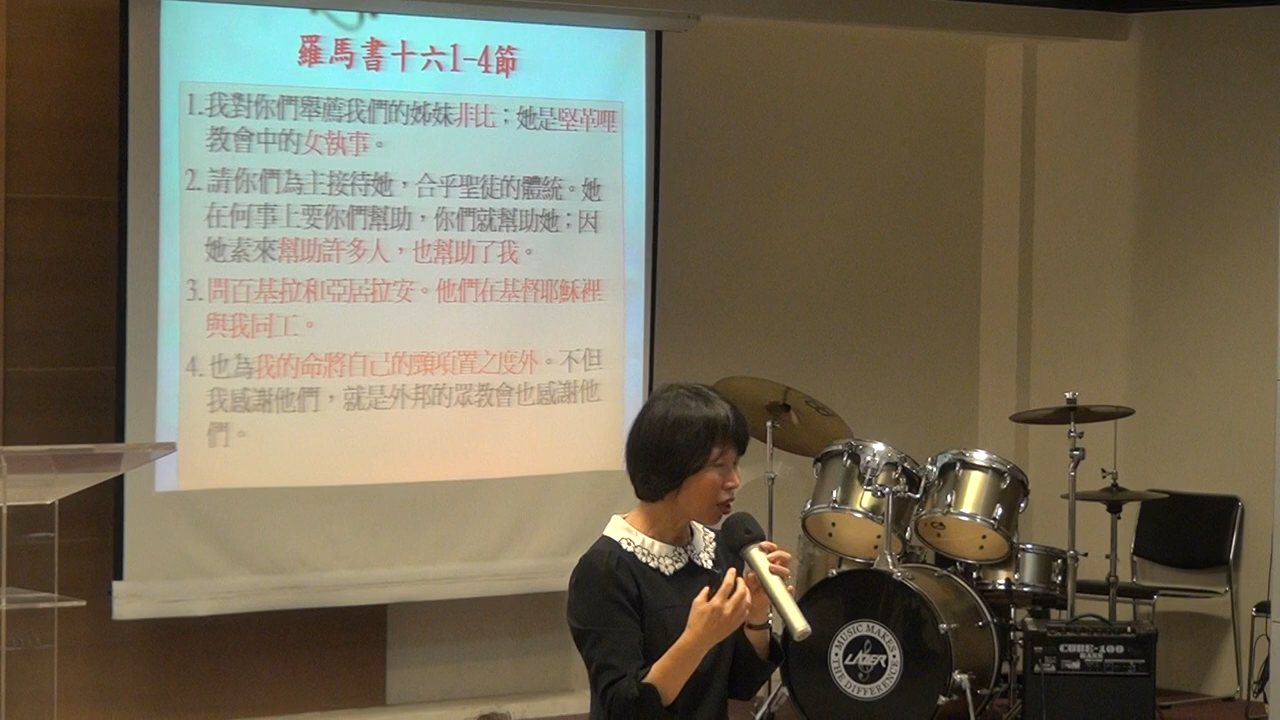 羅馬書十六1-4節
1.我對你們舉薦我們的姊妹非比；她是堅革哩
教會中的女執事。
2.請你們為主接待她，合乎聖徒的體統。她
在何事上要你們幫助，你們就幫助她；因
她素來幫助許多人，也幫助了我。
3.問百基拉和亞居拉安。他們在基督耶穌裡
與我同工。
4.也為我的命將自己的頸項置之度外。不但
我感謝他們，就是外邦的眾教會也感謝他
們。
MUSIC MAKES
LAZER
THE DIFFERENCE
CUBE-100
BASS